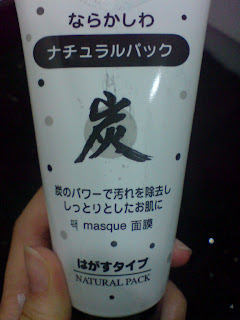 ならかしわ
ナチュラルパック
炭
炭のパワーで汚れを除去し
しっとりとしたお肌に
팩 masque 面膜
はがすタイプ
NATURAL PACK